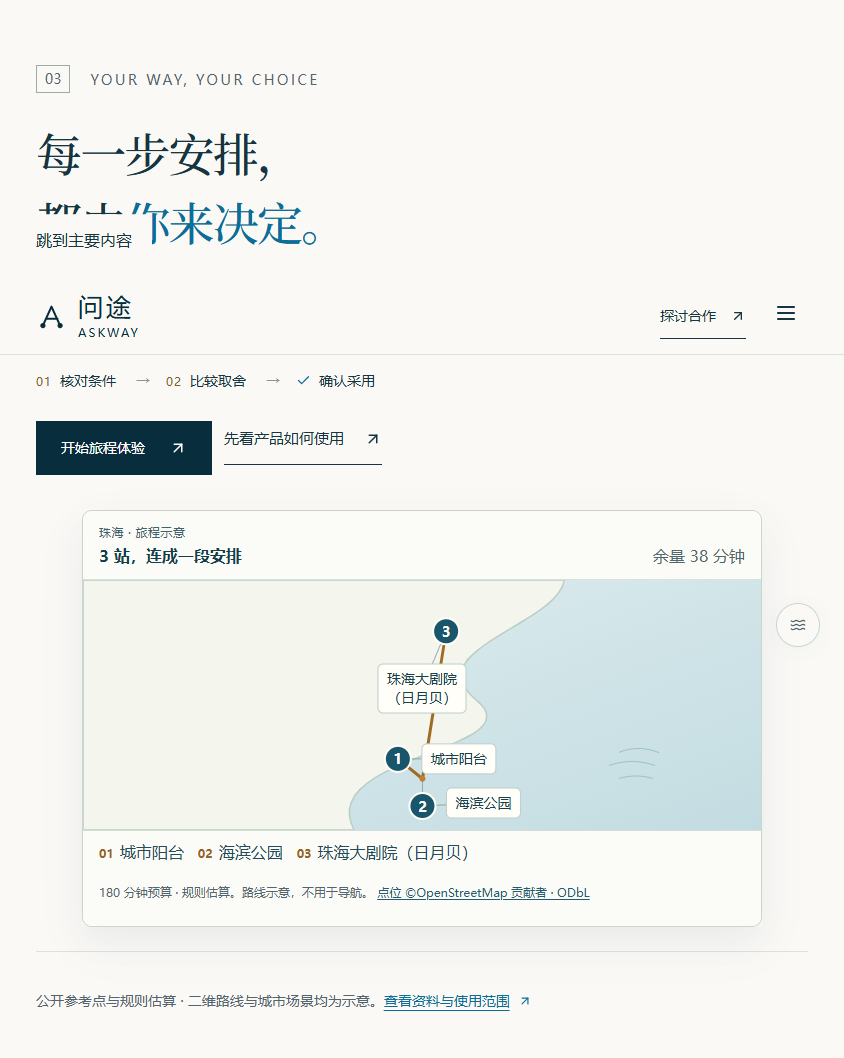 03 YOUR WAY, YOUR CHOICE
每一步安排，
你来决定。
跳到主要内容
问途
ASKWAY
探讨合作
01 核对条件 → 02 比较取舍 → 确认采用
开始旅程体验
先看产品如何使用
珠海 · 旅程示意
3 站，连成一段安排
余量 38 分钟
3
珠海大剧院
（日月贝）
1
城市阳台
2
海滨公园
01 城市阳台 02 海滨公园 03 珠海大剧院（日月贝）
180 分钟预算 · 规则估算。路线示意，不用于导航。 点位 ©OpenStreetMap 贡献者 · ODbL
公开参考点与规则估算 · 二维路线与城市场景均为示意。查看资料与使用范围